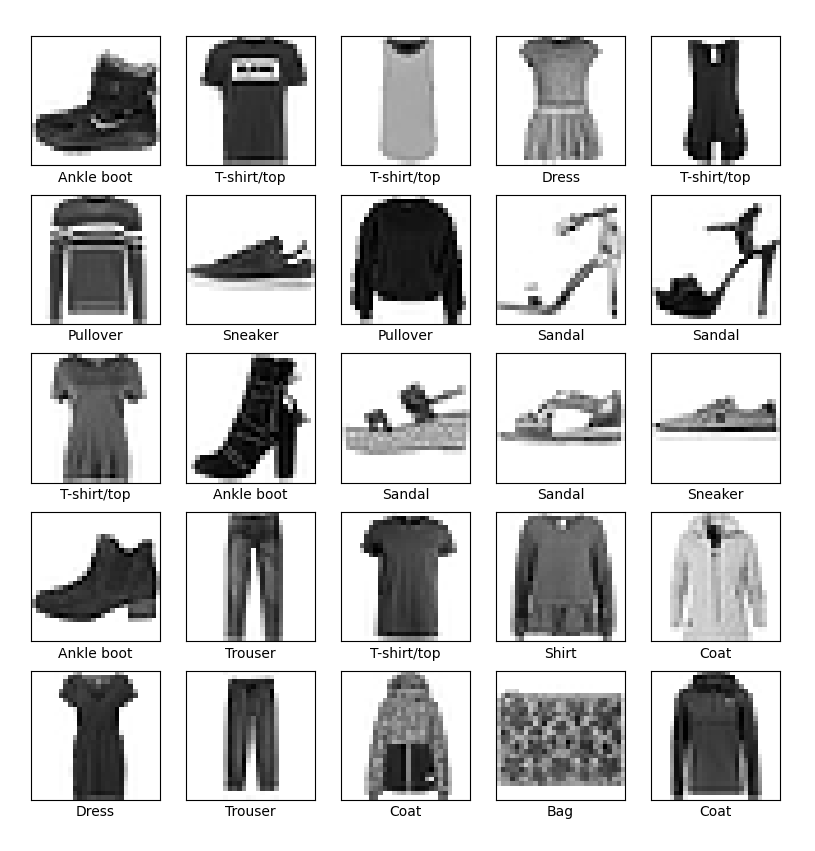 Ankle boot
T-shirt/top
T-shirt/top
Dress
T-shirt/top
Pullover
Sneaker
Pullover
Sandal
Sandal
T-shirt/top
Ankle boot
Sandal
Sandal
Sneaker
Ankle boot
Trouser
T-shirt/top
Shirt
Coat
Dress
Trouser
Coat
Bag
Coat